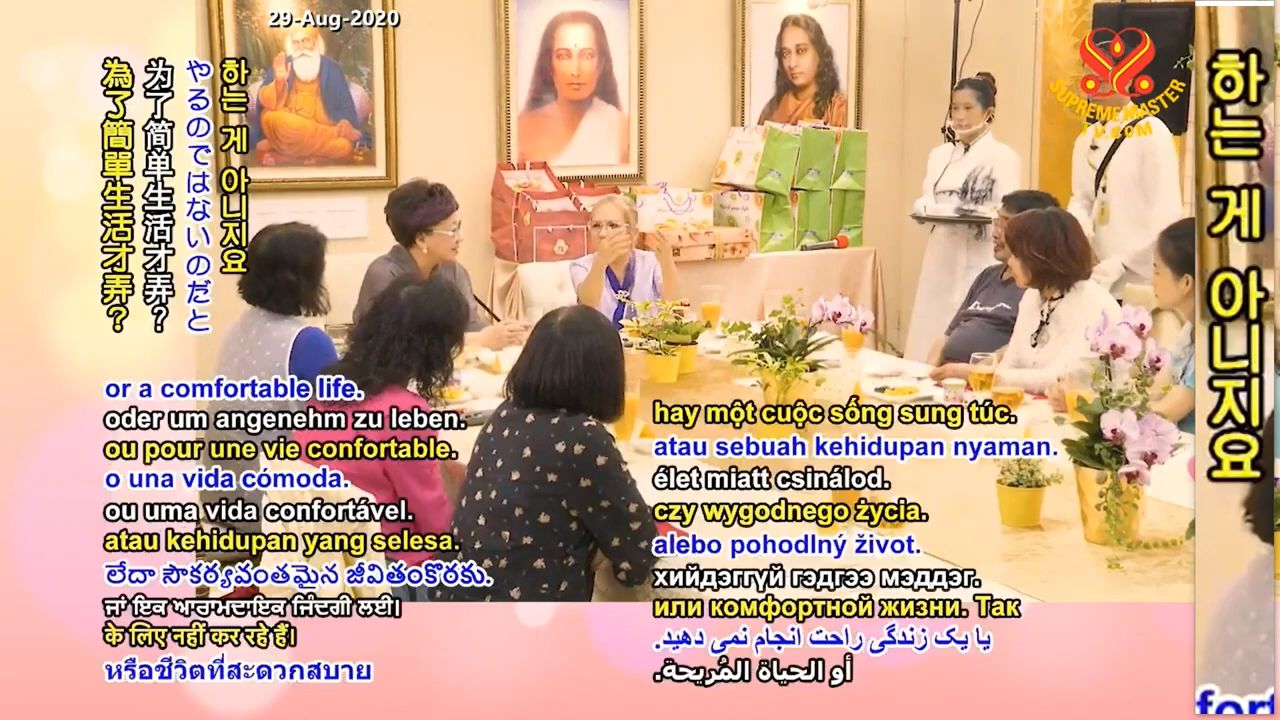 29-Aug-2020
SUPREMEMASTER
TV.COM
하는 게 아니지요
やるのではないのだと
为了简单生活才弄?
為了簡單生活才弄?
or a comfortable life.
oder um angenehm zu leben.
ou pour une vie confortable.
o una vida cómoda.
ou uma vida confortável.
atau kehidupan yang selesa.
లేదా సౌకర్యవంతమైన జీవితంకొరకు.
ਜਾਂ ਇਕ ਆਰਾਮਦਾਇਕ ਜ਼ਿੰਦਗੀ ਲਈ।
के लिए नहीं कर रहे हैं।
หรือชีวิตที่สะดวกสบาย
hay một cuộc sống sung túc.
atau sebuah kehidupan nyaman.
élet miatt csinálod.
czy wygodnego życia.
alebo pohodlný život.
хийдэггүй гэдгээ мэддэг.
или комфортной жизни. Так
یا یک زندگی راحت انجام نمی دهید.
أو الحياة المُريحة.
하는 게 아니지요